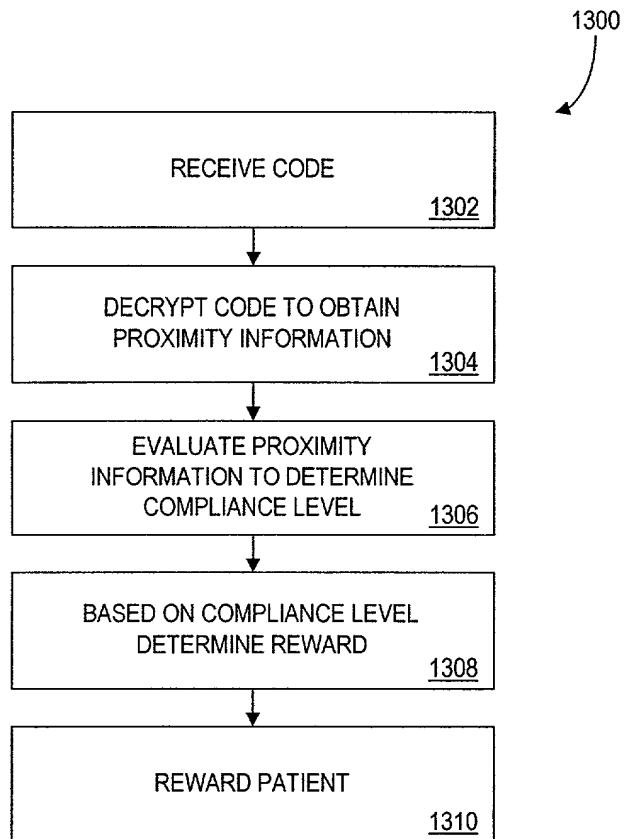 1300
RECEIVE CODE
1302
DECRYPT CODE TO OBTAIN
PROXIMITY INFORMATION
1304
EVALUATE PROXIMITY
INFORMATION TO DETERMINE
COMPLIANCE LEVEL
1306
BASED ON COMPLIANCE LEVEL
DETERMINE REWARD
1308
REWARD PATIENT
1310